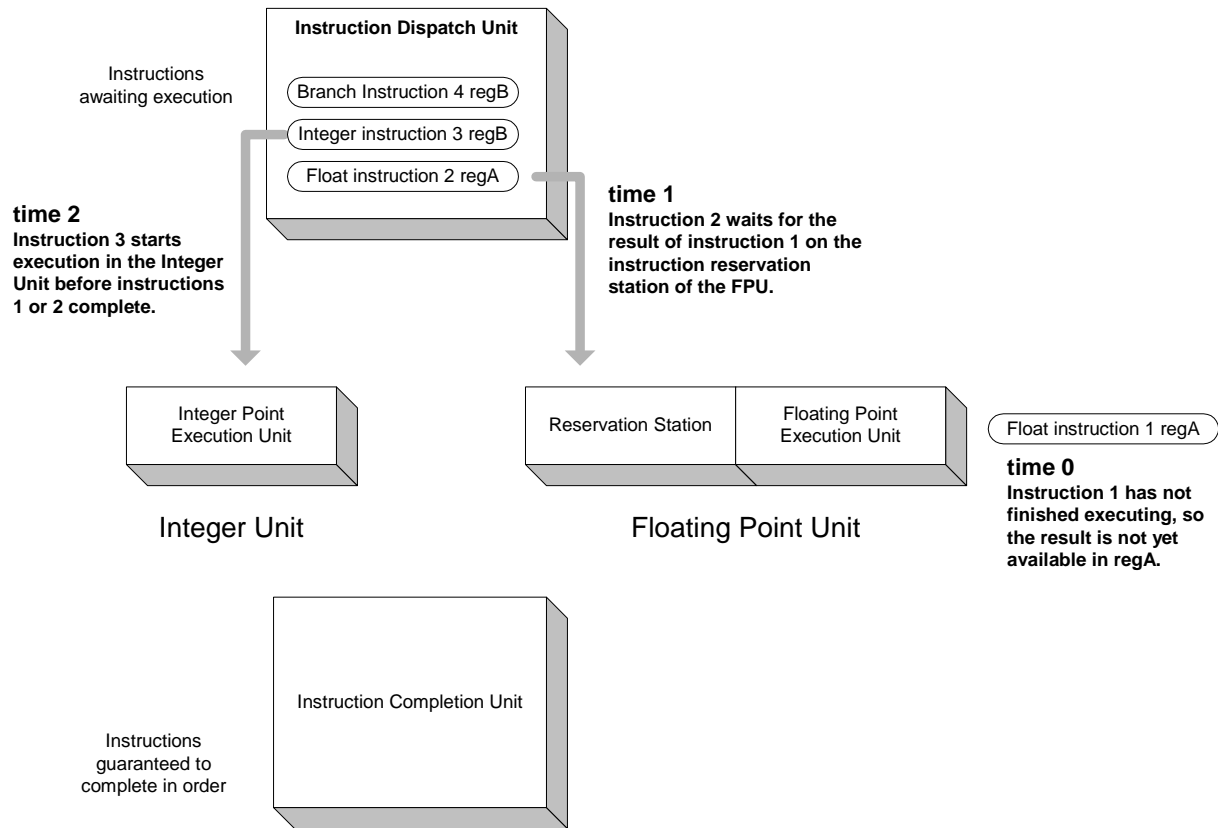 Instruction Dispatch Unit
Instructions
awaiting execution
Branch Instruction 4 regB
Integer instruction 3 regB
Float instruction 2 regA
time 2
Instruction 3 starts
execution in the Integer
Unit before instructions
1 or 2 complete.
time 1
Instruction 2 waits for the
result of instruction 1 on the
instruction reservation
station of the FPU.
Integer Point
Execution Unit
Reservation Station
Floating Point
Execution Unit
Float instruction 1 regA
time 0
Instruction 1 has not
finished executing, so
the result is not yet
available in regA.
Integer Unit
Floating Point Unit
Instruction Completion Unit
Instructions
guaranteed to
complete in order